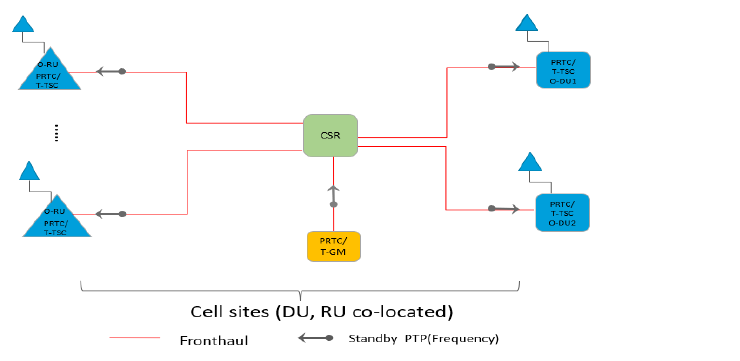 O-RU
PRTC/
T-TSC
PRTC/
T-TSC
O-DU1
CSR
O-RU
PRTC/
T-TSC
PRTC/
T-TSC
O-DU2
PRTC/
T-GM
Cell sites (DU, RU co-located)
Fronthaul
Standby PTP(Frequency)